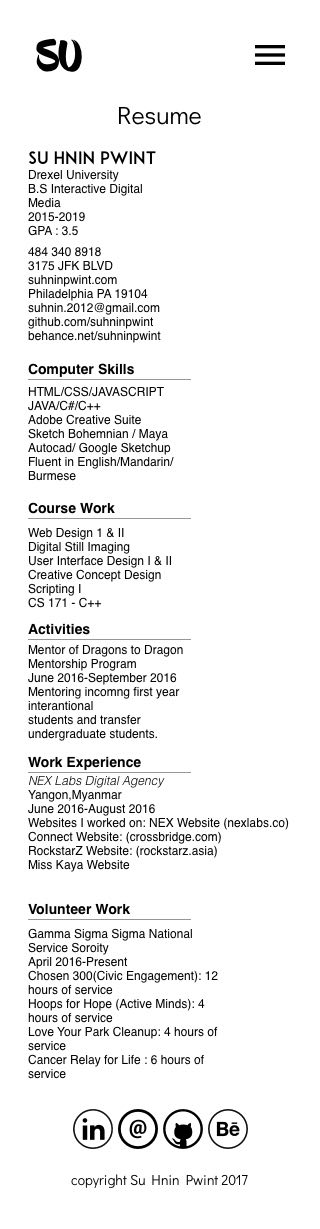 SU
Resume
SU HNIN PWINT
Drexel University
B.S Interactive Digital
Media
2015-2019
GPA : 3.5
484 340 8918
3175 JFK BLVD
suhninpwint.com
Philadelphia PA 19104
suhnin.2012@gmail.com
github.com/suhninpwint
behance.net/suhninpwint
Computer Skills
HTML/CSS/JAVASCRIPT
JAVA/C#/C++
Adobe Creative Suite
Sketch Bohemnian / Maya
Autocad/ Google Sketchup
Fluent in English/Mandarin/
Burmese
Course Work
Web Design 1 & II
Digital Still Imaging
User Interface Design I & II
Creative Concept Design
Scripting I
CS 171 - C++
Activities
Mentor of Dragons to Dragon
Mentorship Program
June 2016-September 2016
Mentoring incomng first year
interantional
students and transfer
undergraduate students.
Work Experience
NEX Labs Digital Agency
Yangon,Myanmar
June 2016-August 2016
Websites I worked on: NEX Website (nexlabs.co)
Connect Website: (crossbridge.com)
RockstarZ Website: (rockstarz.asia)
Miss Kaya Website
Volunteer Work
Gamma Sigma Sigma National
Service Soroity
April 2016-Present
Chosen 300(Civic Engagement): 12
hours of service
Hoops for Hope (Active Minds): 4
hours of service
Love Your Park Cleanup: 4 hours of
service
Cancer Relay for Life : 6 hours of
service
in @ Bē
copyright Su Hnin Pwint 2017